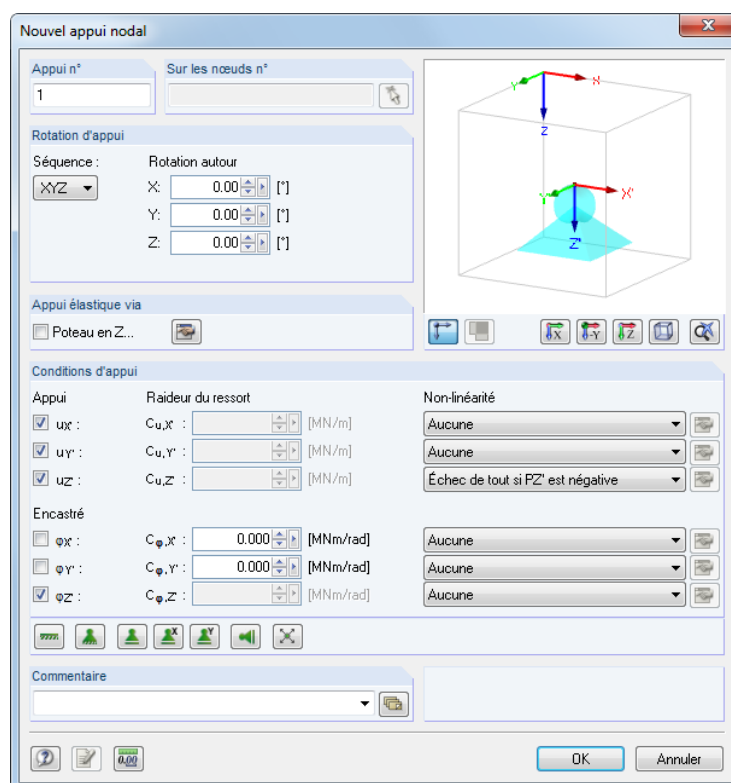 Nouvel appui nodal
Appui n°
Sur les nœuds n°
1
Rotation d'appui
Séquence :
Rotation autour
XYZ
X: 0.00 [°]
Y: 0.00 [°]
Z: 0.00 [°]
Y X
Z
Y' X'
Z'
Appui élastique via
Poteau en Z...
X -Y Z
Conditions d'appui
Appui Raideur du ressort Non-linéarité
uX' : Cu,X' : [MN/m] Aucune
uY' : Cu,Y' : [MN/m] Aucune
uZ' : Cu,Z' : [MN/m] Échec de tout si PZ' est négative
Encastré
φX' : Cφ,X' : 0.000 [MNm/rad] Aucune
φY' : Cφ,Y' : 0.000 [MNm/rad] Aucune
φZ' : Cφ,Z' : [MNm/rad] Aucune
X Y
Commentaire
0.00
OK Annuler